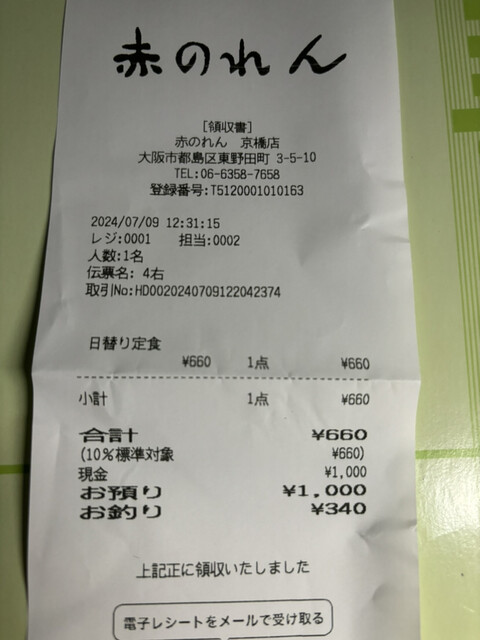 赤のれん
[領収書]
赤のれん 京橋店
大阪市都島区東野田町 3-5-10
TEL:06-6358-7658
登録番号:T5120001010163
2024/07/09 12:31:15
レジ:0001 担当:0002
人数:1名
伝票名: 4右
取引No:HD0020240709122042374
日替り定食
¥660 1点 ¥660
小計 1点 ¥660
合計 ¥660
(10%標準対象 ¥660)
現金 ¥1,000
お預り ¥1,000
お釣り ¥340
上記正に領収いたしました
電子レシートをメールで受け取る